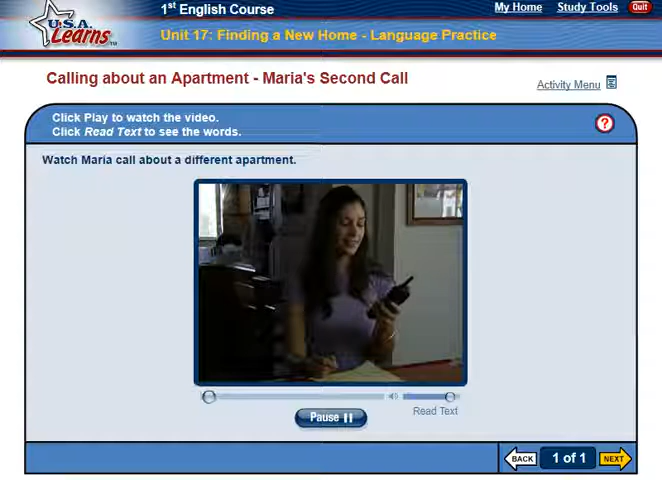 U.S.A.
Learns™
1st English Course
My Home
Study Tools
Quit
Unit 17: Finding a New Home - Language Practice
Calling about an Apartment - Maria's Second Call
Activity Menu
Click Play to watch the video.
Click Read Text to see the words.
?
Watch Maria call about a different apartment.
Pause
Read Text
BACK
1 of 1
NEXT